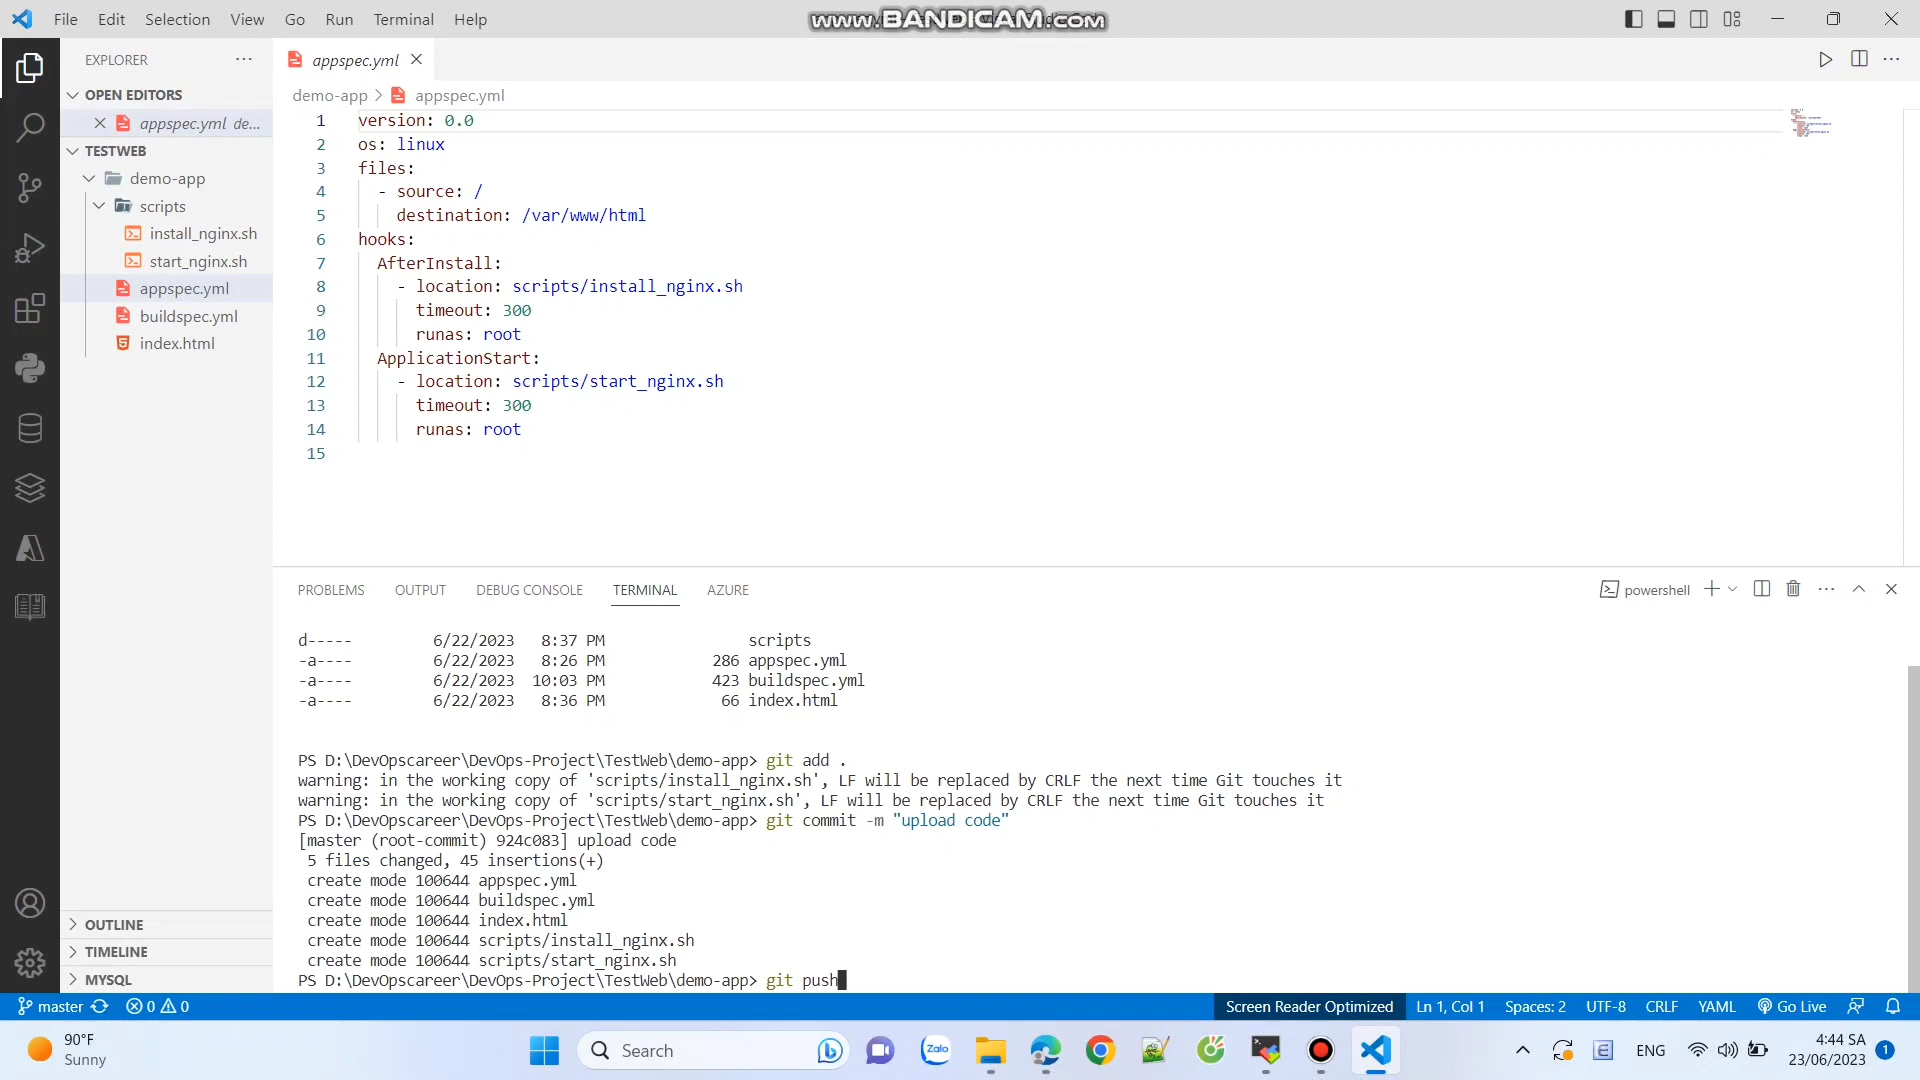 File Edit Selection View Go Run Terminal Help
www.BANDICAM.com
EXPLORER
appspec.yml
OPEN EDITORS
appspec.yml de...
TESTWEB
demo-app
scripts
install_nginx.sh
start_nginx.sh
appspec.yml
buildspec.yml
index.html
OUTLINE
TIMELINE
MYSQL
demo-app > appspec.yml
1 version: 0.0
2 os: linux
3 files:
4 - source: /
5 destination: /var/www/html
6 hooks:
7 AfterInstall:
8 - location: scripts/install_nginx.sh
9 timeout: 300
10 runas: root
11 ApplicationStart:
12 - location: scripts/start_nginx.sh
13 timeout: 300
14 runas: root
15
PROBLEMS OUTPUT DEBUG CONSOLE TERMINAL AZURE
powershell
d----- 6/22/2023 8:37 PM scripts
-a---- 6/22/2023 8:26 PM 286 appspec.yml
-a---- 6/22/2023 10:03 PM 423 buildspec.yml
-a---- 6/22/2023 8:36 PM 66 index.html
PS D:\DevOpscareer\DevOps-Project\TestWeb\demo-app> git add .
warning: in the working copy of 'scripts/install_nginx.sh', LF will be replaced by CRLF the next time Git touches it
warning: in the working copy of 'scripts/start_nginx.sh', LF will be replaced by CRLF the next time Git touches it
PS D:\DevOpscareer\DevOps-Project\TestWeb\demo-app> git commit -m "upload code"
[master (root-commit) 924c083] upload code
5 files changed, 45 insertions(+)
create mode 100644 appspec.yml
create mode 100644 buildspec.yml
create mode 100644 index.html
create mode 100644 scripts/install_nginx.sh
create mode 100644 scripts/start_nginx.sh
PS D:\DevOpscareer\DevOps-Project\TestWeb\demo-app> git push
master 0 0 Screen Reader Optimized Ln 1, Col 1 Spaces: 2 UTF-8 CRLF YAML Go Live
90°F
Sunny
Search
Zalo
ENG
4:44 SA
23/06/2023
1